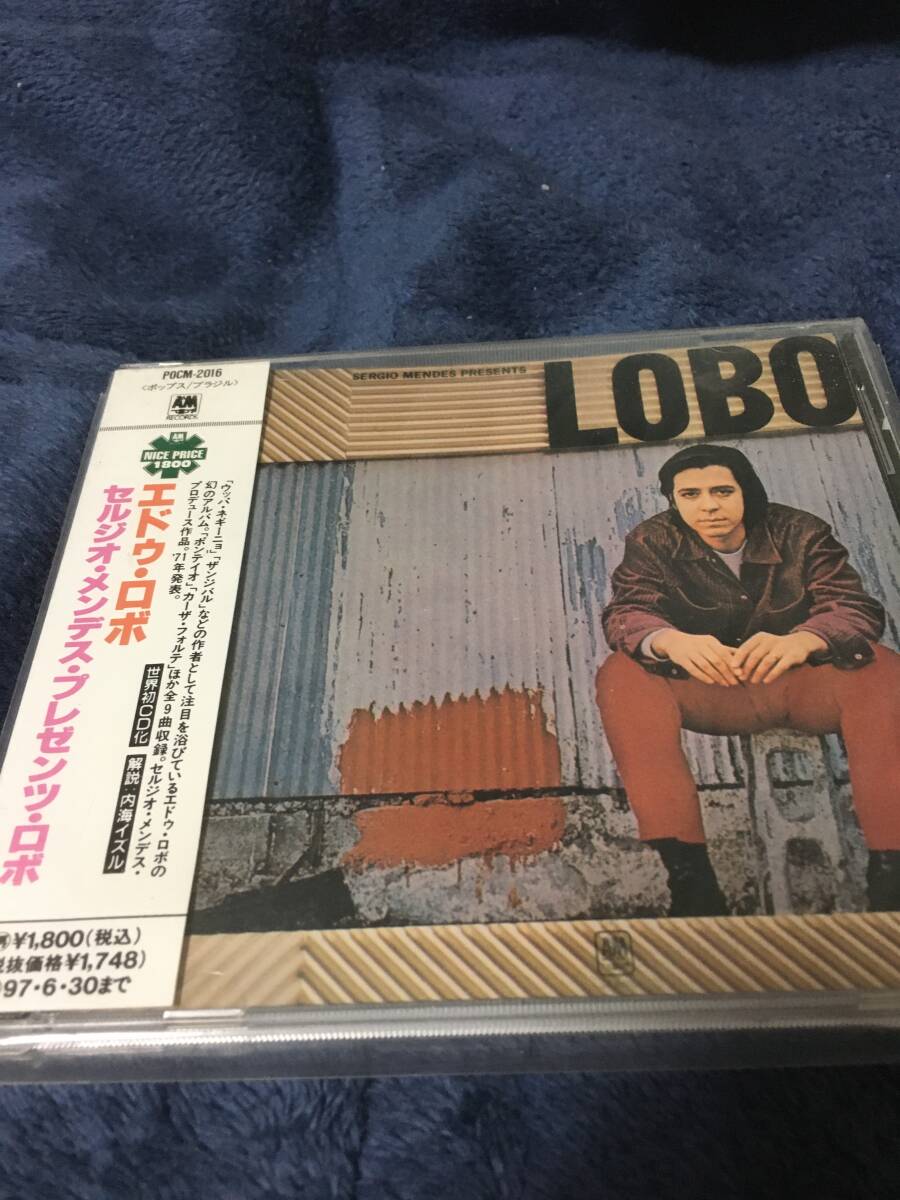 POCM-2016
〈ポップス/ブラジル〉
AM
RECORDS
AM
NICE PRICE
1800
エドゥ・ロボ
セルジオ・メンデス・プレゼンツ・ロボ
「ウッパ・ネギーニョ」「ザンジバル」などの作者として注目を浴びているエドゥ・ロボの
幻のアルバム。「ポンテイオ」「カーザ・フォルテ」ほか全9曲収録。セルジオ・メンデス・
プロデュース作品。'71年発表。
世界初CD化
解説:内海イズル
¥1,800(税込)
税抜価格¥1,748)
97・6・30まで
SERGIO MENDES PRESENTS
LOBO
AM